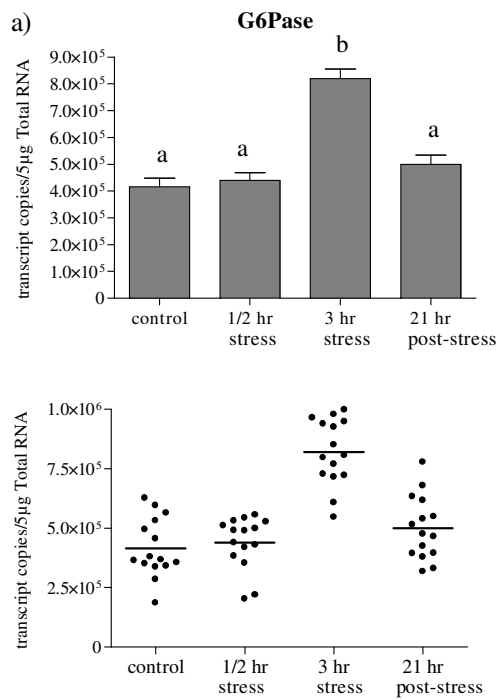 a)
G6Pase
transcript copies/5µg Total RNA
9.0×10⁵
8.0×10⁵
7.0×10⁵
6.0×10⁵
5.0×10⁵
4.0×10⁵
3.0×10⁵
2.0×10⁵
1.0×10⁵
0
a
a
b
a
control
1/2 hr
stress
3 hr
stress
21 hr
post-stress
transcript copies/5µg Total RNA
1.0×10⁶
7.5×10⁵
5.0×10⁵
2.5×10⁵
0
control
1/2 hr
stress
3 hr
stress
21 hr
post-stress